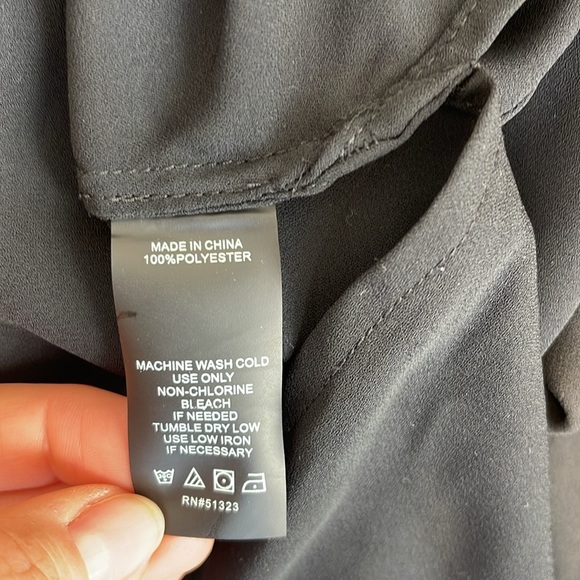 MADE IN CHINA
100%POLYESTER
MACHINE WASH COLD
USE ONLY
NON-CHLORINE
BLEACH
IF NEEDED
TUMBLE DRY LOW
USE LOW IRON
IF NECESSARY
RN#51323